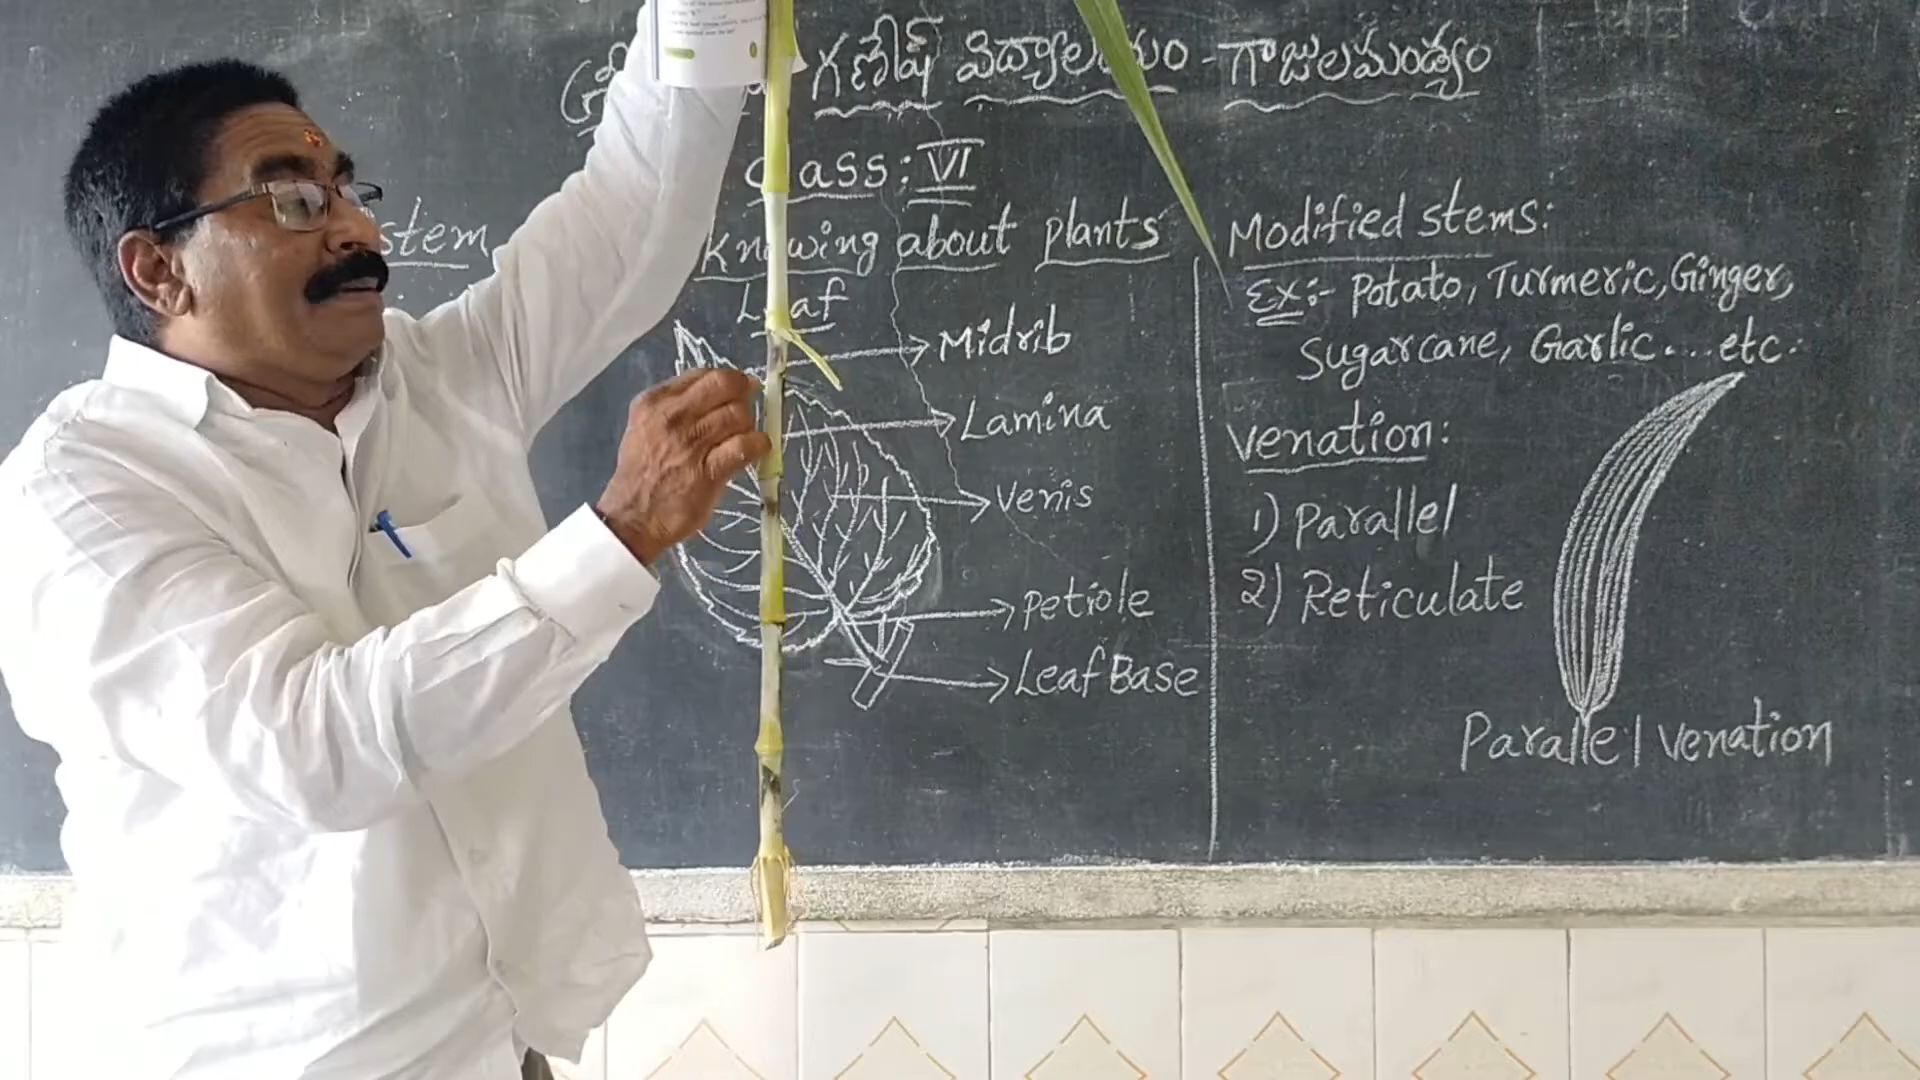 గణేష్ విద్యాలయం - గాజులమండ్యం
class: VI
stem
Knowing about plants
Leaf
Midrib
Lamina
Venis
Petiole
Leaf Base
Modified stems:
Ex:- Potato, Turmeric, Ginger,
Sugarcane, Garlic....etc.
Venation:
1) Parallel
2) Reticulate
Parallel Venation